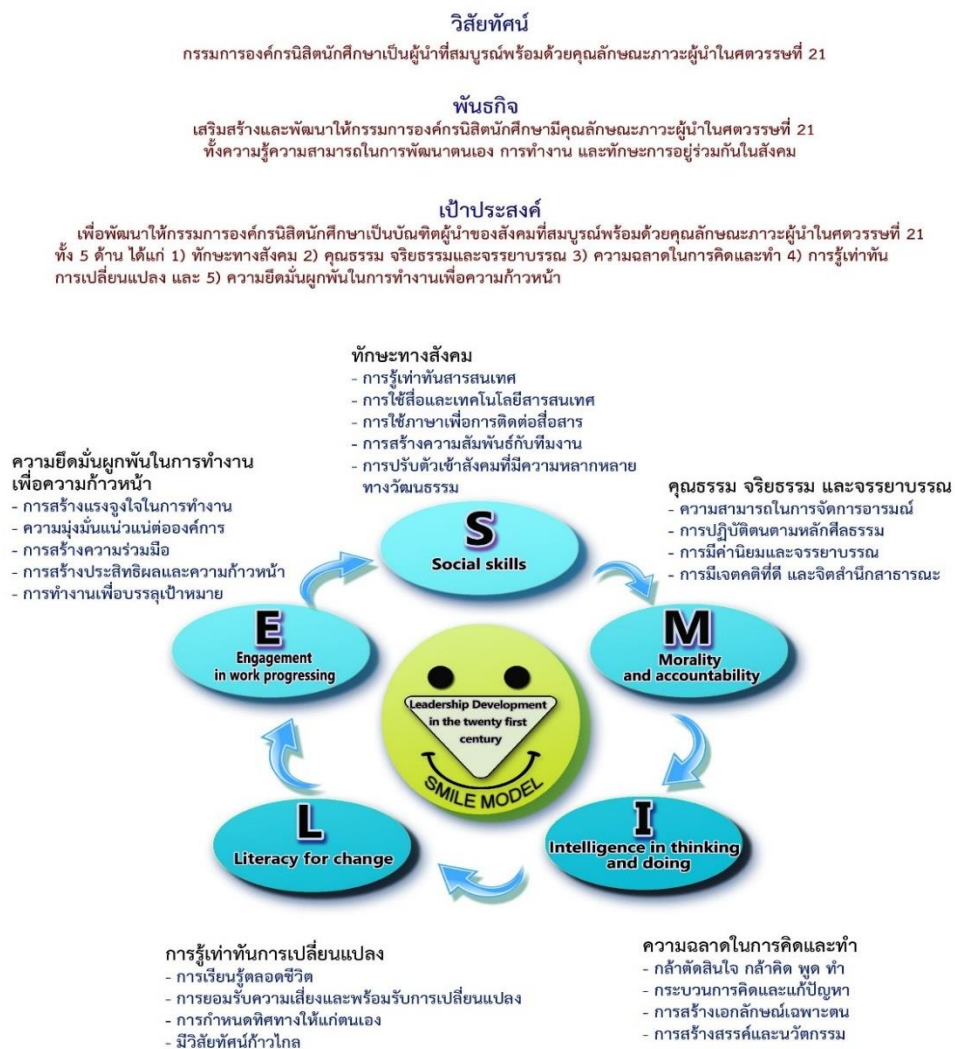 วิสัยทัศน์
กรรมการองค์กรนิสิตนักศึกษาเป็นผู้นำที่สมบูรณ์พร้อมด้วยคุณลักษณะภาวะผู้นำในศตวรรษที่ 21
พันธกิจ
เสริมสร้างและพัฒนาให้กรรมการองค์กรนิสิตนักศึกษามีคุณลักษณะภาวะผู้นำในศตวรรษที่ 21
ทั้งความรู้ความสามารถในการพัฒนาตนเอง การทำงาน และทักษะการอยู่ร่วมกันในสังคม
เป้าประสงค์
เพื่อพัฒนาให้กรรมการองค์กรนิสิตนักศึกษาเป็นบัณฑิตผู้นำของสังคมที่สมบูรณ์พร้อมด้วยคุณลักษณะภาวะผู้นำในศตวรรษที่ 21
ทั้ง 5 ด้าน ได้แก่ 1) ทักษะทางสังคม 2) คุณธรรม จริยธรรมและจรรยาบรรณ 3) ความฉลาดในการคิดและทำ 4) การรู้เท่าทัน
การเปลี่ยนแปลง และ 5) ความยึดมั่นผูกพันในการทำงานเพื่อความก้าวหน้า
ทักษะทางสังคม
- การรู้เท่าทันสารสนเทศ
- การใช้สื่อและเทคโนโลยีสารสนเทศ
- การใช้ภาษาเพื่อการติดต่อสื่อสาร
- การสร้างความสัมพันธ์กับทีมงาน
- การปรับตัวเข้าสังคมที่มีความหลากหลาย
ทางวัฒนธรรม
ความยึดมั่นผูกพันในการทำงาน
เพื่อความก้าวหน้า
- การสร้างแรงจูงใจในการทำงาน
- ความมุ่งมั่นแน่วแน่ต่อองค์การ
- การสร้างความร่วมมือ
- การสร้างประสิทธิผลและความก้าวหน้า
- การทำงานเพื่อบรรลุเป้าหมาย
คุณธรรม จริยธรรม และจรรยาบรรณ
- ความสามารถในการจัดการอารมณ์
- การปฏิบัติตนตามหลักศีลธรรม
- การมีค่านิยมและจรรยาบรรณ
- การมีเจตคติที่ดี และจิตสำนึกสาธารณะ
S
Social skills
E
Engagement
in work progressing
M
Morality
and accountability
Leadership Development
in the twenty first
century
SMILE MODEL
L
Literacy for change
I
Intelligence in thinking
and doing
การรู้เท่าทันการเปลี่ยนแปลง
- การเรียนรู้ตลอดชีวิต
- การยอมรับความเสี่ยงและพร้อมรับการเปลี่ยนแปลง
- การกำหนดทิศทางให้แก่ตนเอง
- มีวิสัยทัศน์ก้าวไกล
ความฉลาดในการคิดและทำ
- กล้าตัดสินใจ กล้าคิด พูด ทำ
- กระบวนการคิดและแก้ปัญหา
- การสร้างเอกลักษณ์เฉพาะตน
- การสร้างสรรค์และนวัตกรรม